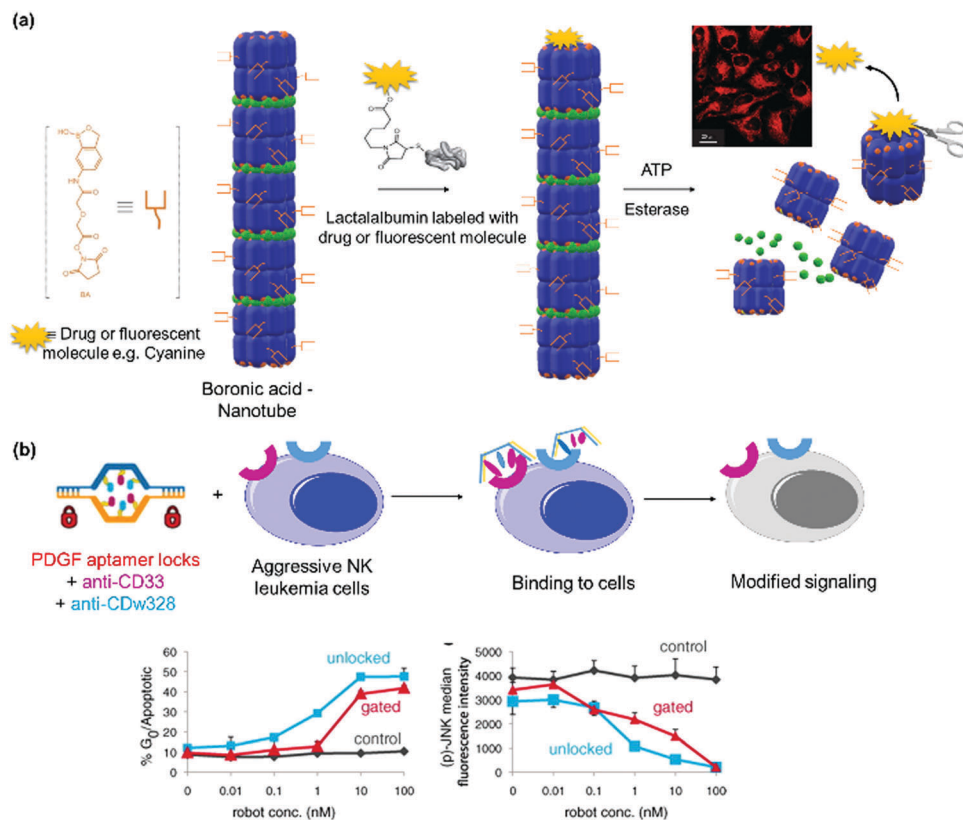 (a)
HO
B-O
HN
O
O
O
O
O
N
O
O
BA
≡
≡ Drug or fluorescent
molecule e.g. Cyanine
Boronic acid -
Nanotube
O
O
O
N
O
S
Lactalalbumin labeled with
drug or fluorescent molecule
ATP
Esterase
(b)
PDGF aptamer locks
+ anti-CD33
+ anti-CDw328
+
Aggressive NK
leukemia cells
Binding to cells
Modified signaling
% G0/Apoptotic
60
50
40
30
20
10
0
unlocked
gated
control
0 0.01 0.1 1 10 100
robot conc. (nM)
(p)-JNK median
fluorescence intensity
5000
4000
3000
2000
1000
0
control
gated
unlocked
0 0.01 0.1 1 10 100
robot conc. (nM)